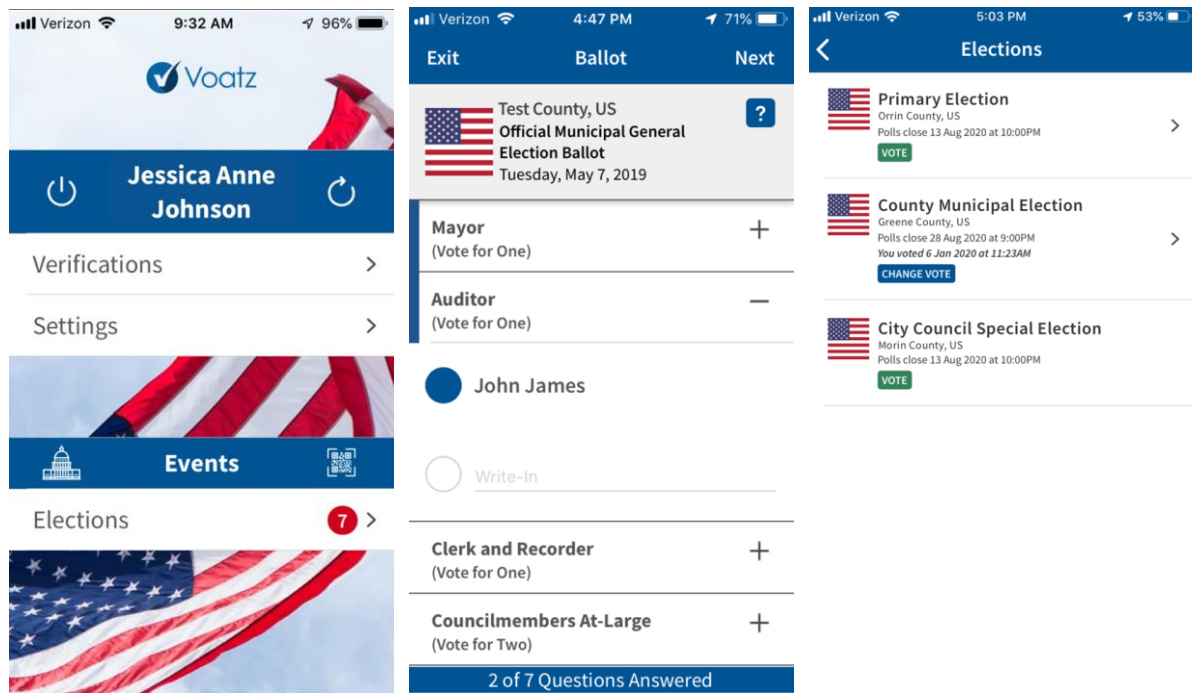 Verizon 9:32 AM 96%
Voatz
Jessica Anne
Johnson
Verifications
Settings
Events
Elections 7
Verizon 4:47 PM 71%
Exit Ballot Next
Test County, US ?
Official Municipal General
Election Ballot
Tuesday, May 7, 2019
Mayor
(Vote for One)
Auditor
(Vote for One)
John James
Write-In
Clerk and Recorder
(Vote for One)
Councilmembers At-Large
(Vote for Two)
2 of 7 Questions Answered
Verizon 5:03 PM 53%
Elections
Primary Election
Orrin County, US
Polls close 13 Aug 2020 at 10:00PM
VOTE
County Municipal Election
Greene County, US
Polls close 28 Aug 2020 at 9:00PM
You voted 6 Jan 2020 at 11:23AM
CHANGE VOTE
City Council Special Election
Morin County, US
Polls close 13 Aug 2020 at 10:00PM
VOTE